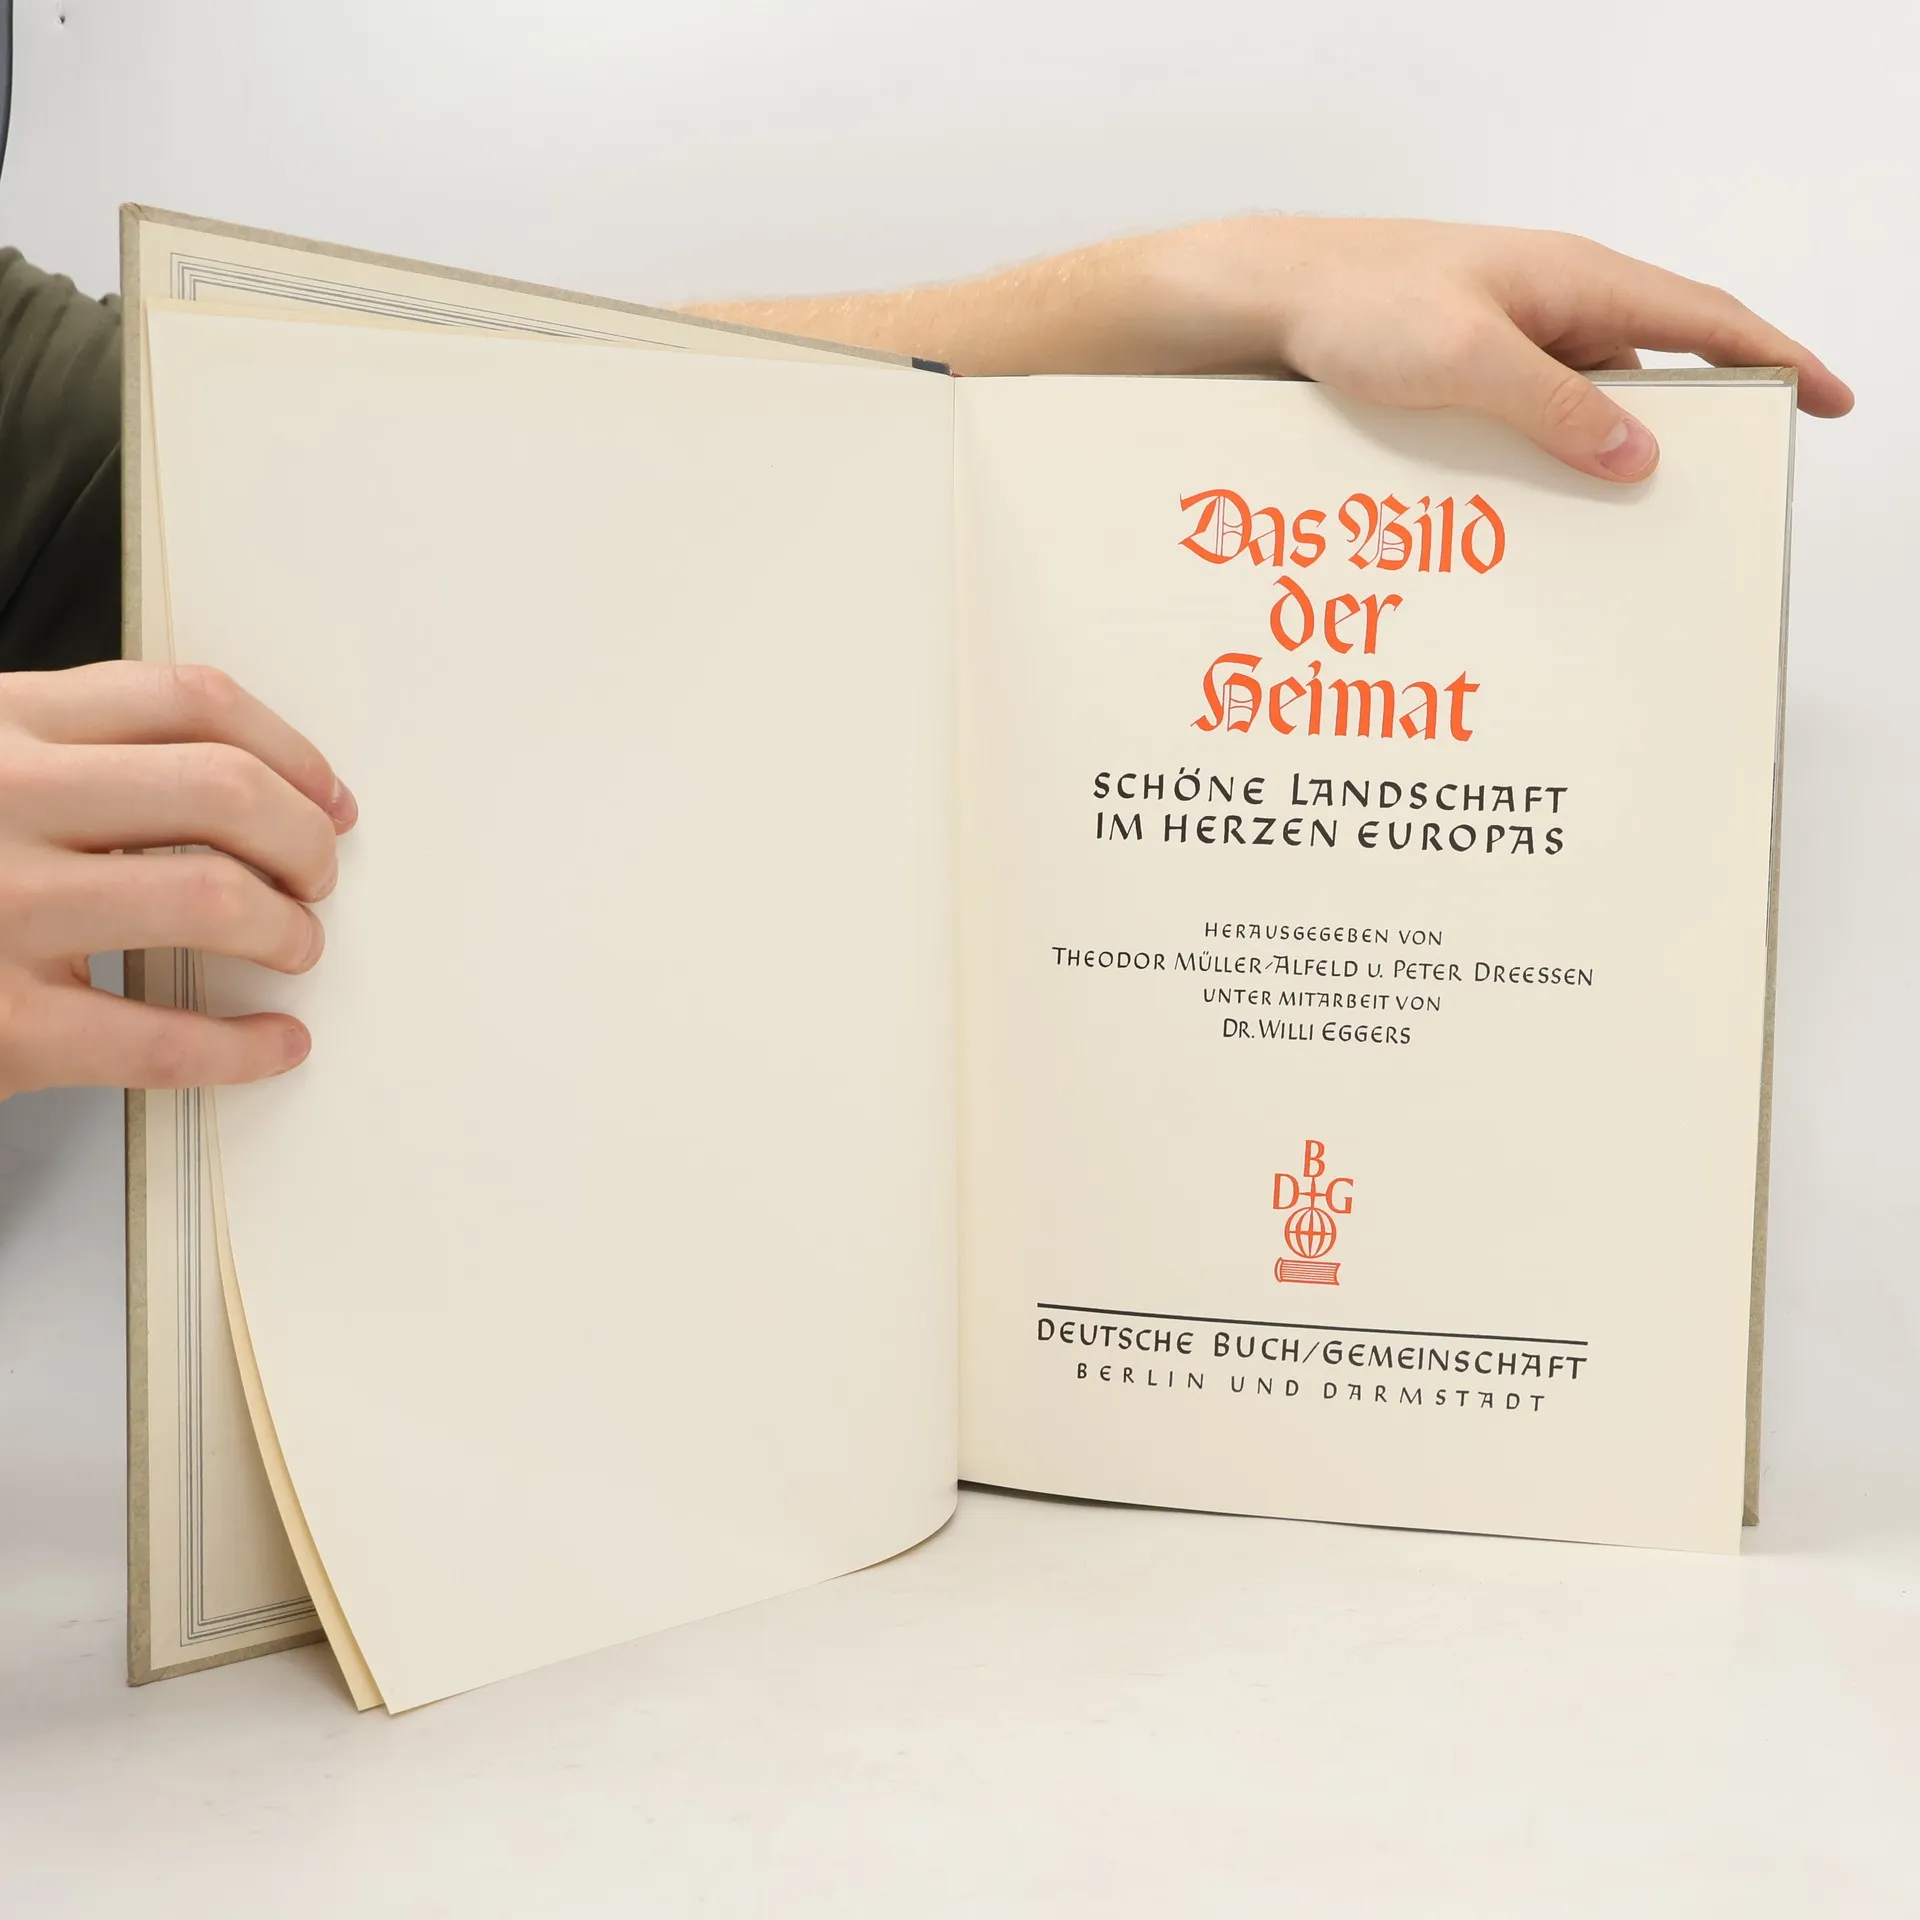 Das Bild
der
Heimat
SCHÖNE LANDSCHAFT
IM HERZEN EUROPAS
HERAUSGEGEBEN VON
THEODOR MÜLLER-ALFELD U. PETER DREESSEN
UNTER MITARBEIT VON
DR. WILLI EGGERS
B
D G
DEUTSCHE BUCH/GEMEINSCHAFT
BERLIN UND DARMSTADT